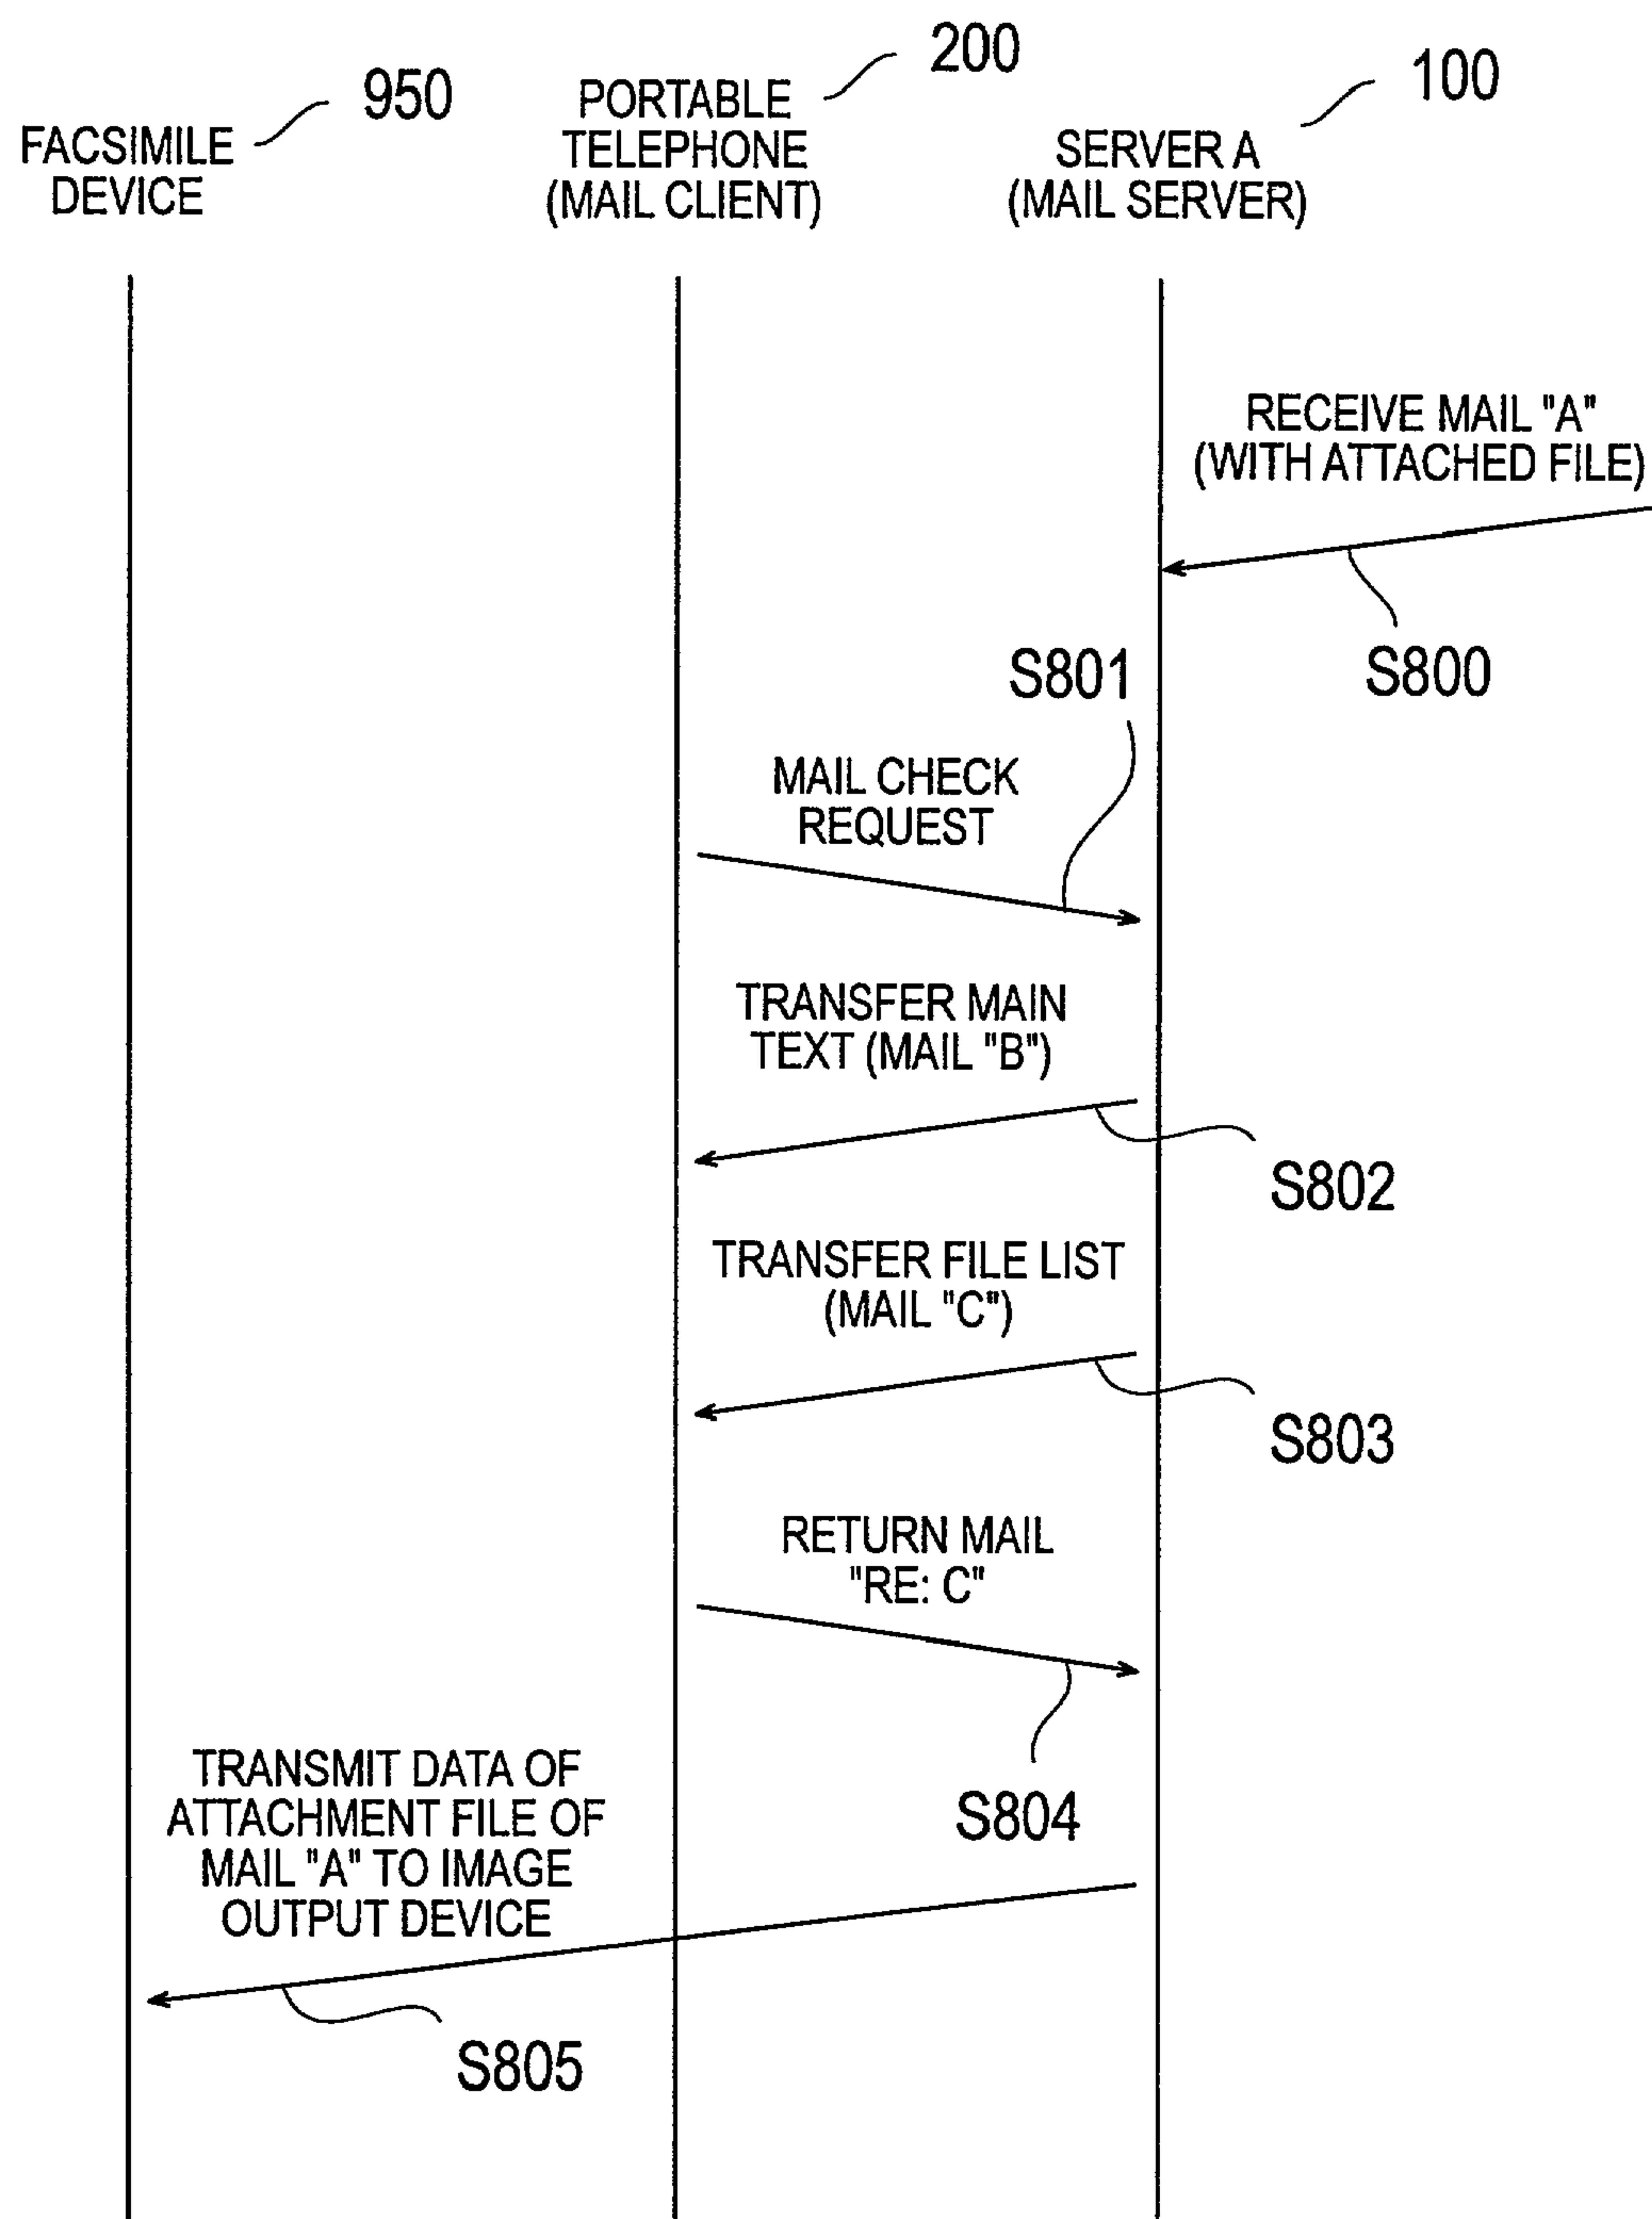 950
FACSIMILE
DEVICE
200
PORTABLE
TELEPHONE
(MAIL CLIENT)
100
SERVER A
(MAIL SERVER)
RECEIVE MAIL "A"
(WITH ATTACHED FILE)
S800
S801
MAIL CHECK
REQUEST
TRANSFER MAIN
TEXT (MAIL "B")
S802
TRANSFER FILE LIST
(MAIL "C")
S803
RETURN MAIL
"RE: C"
S804
TRANSMIT DATA OF
ATTACHMENT FILE OF
MAIL "A" TO IMAGE
OUTPUT DEVICE
S805